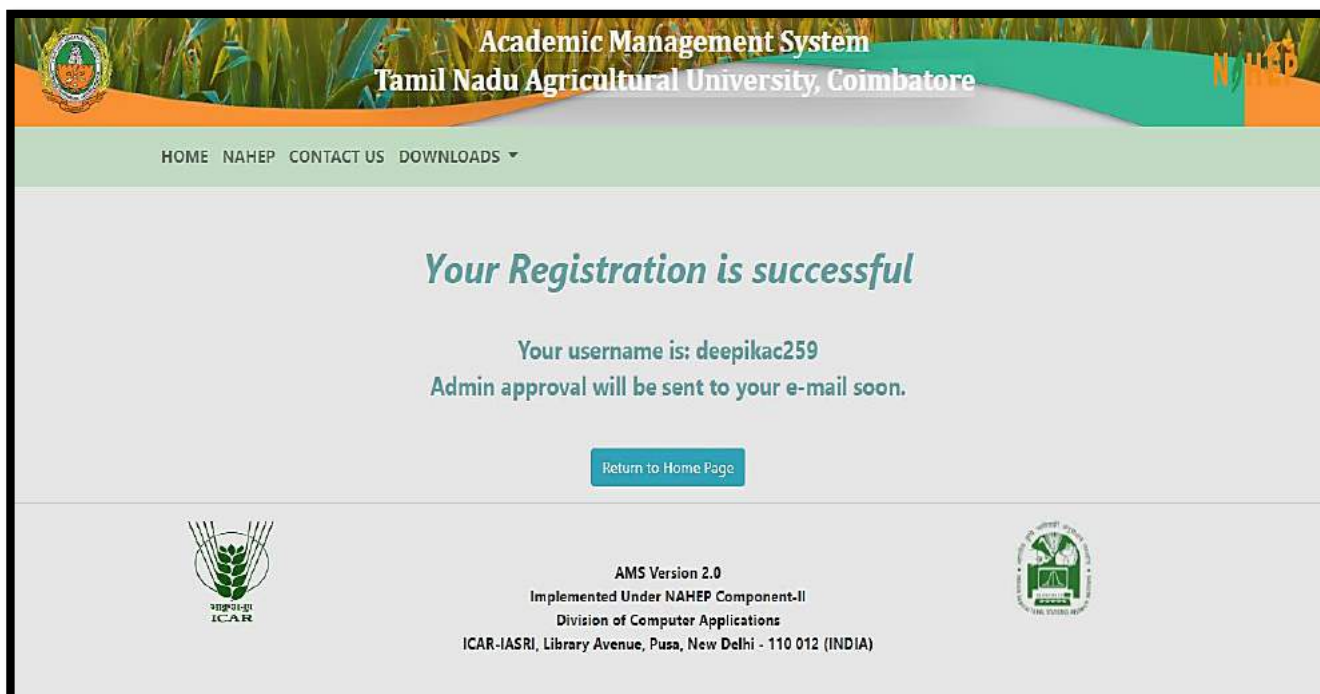 Academic Management System
Tamil Nadu Agricultural University, Coimbatore
NAHEP
HOME NAHEP CONTACT US DOWNLOADS
Your Registration is successful
Your username is: deepikac259
Admin approval will be sent to your e-mail soon.
Return to Home Page
ICAR
AMS Version 2.0
Implemented Under NAHEP Component-II
Division of Computer Applications
ICAR-IASRI, Library Avenue, Pusa, New Delhi - 110 012 (INDIA)